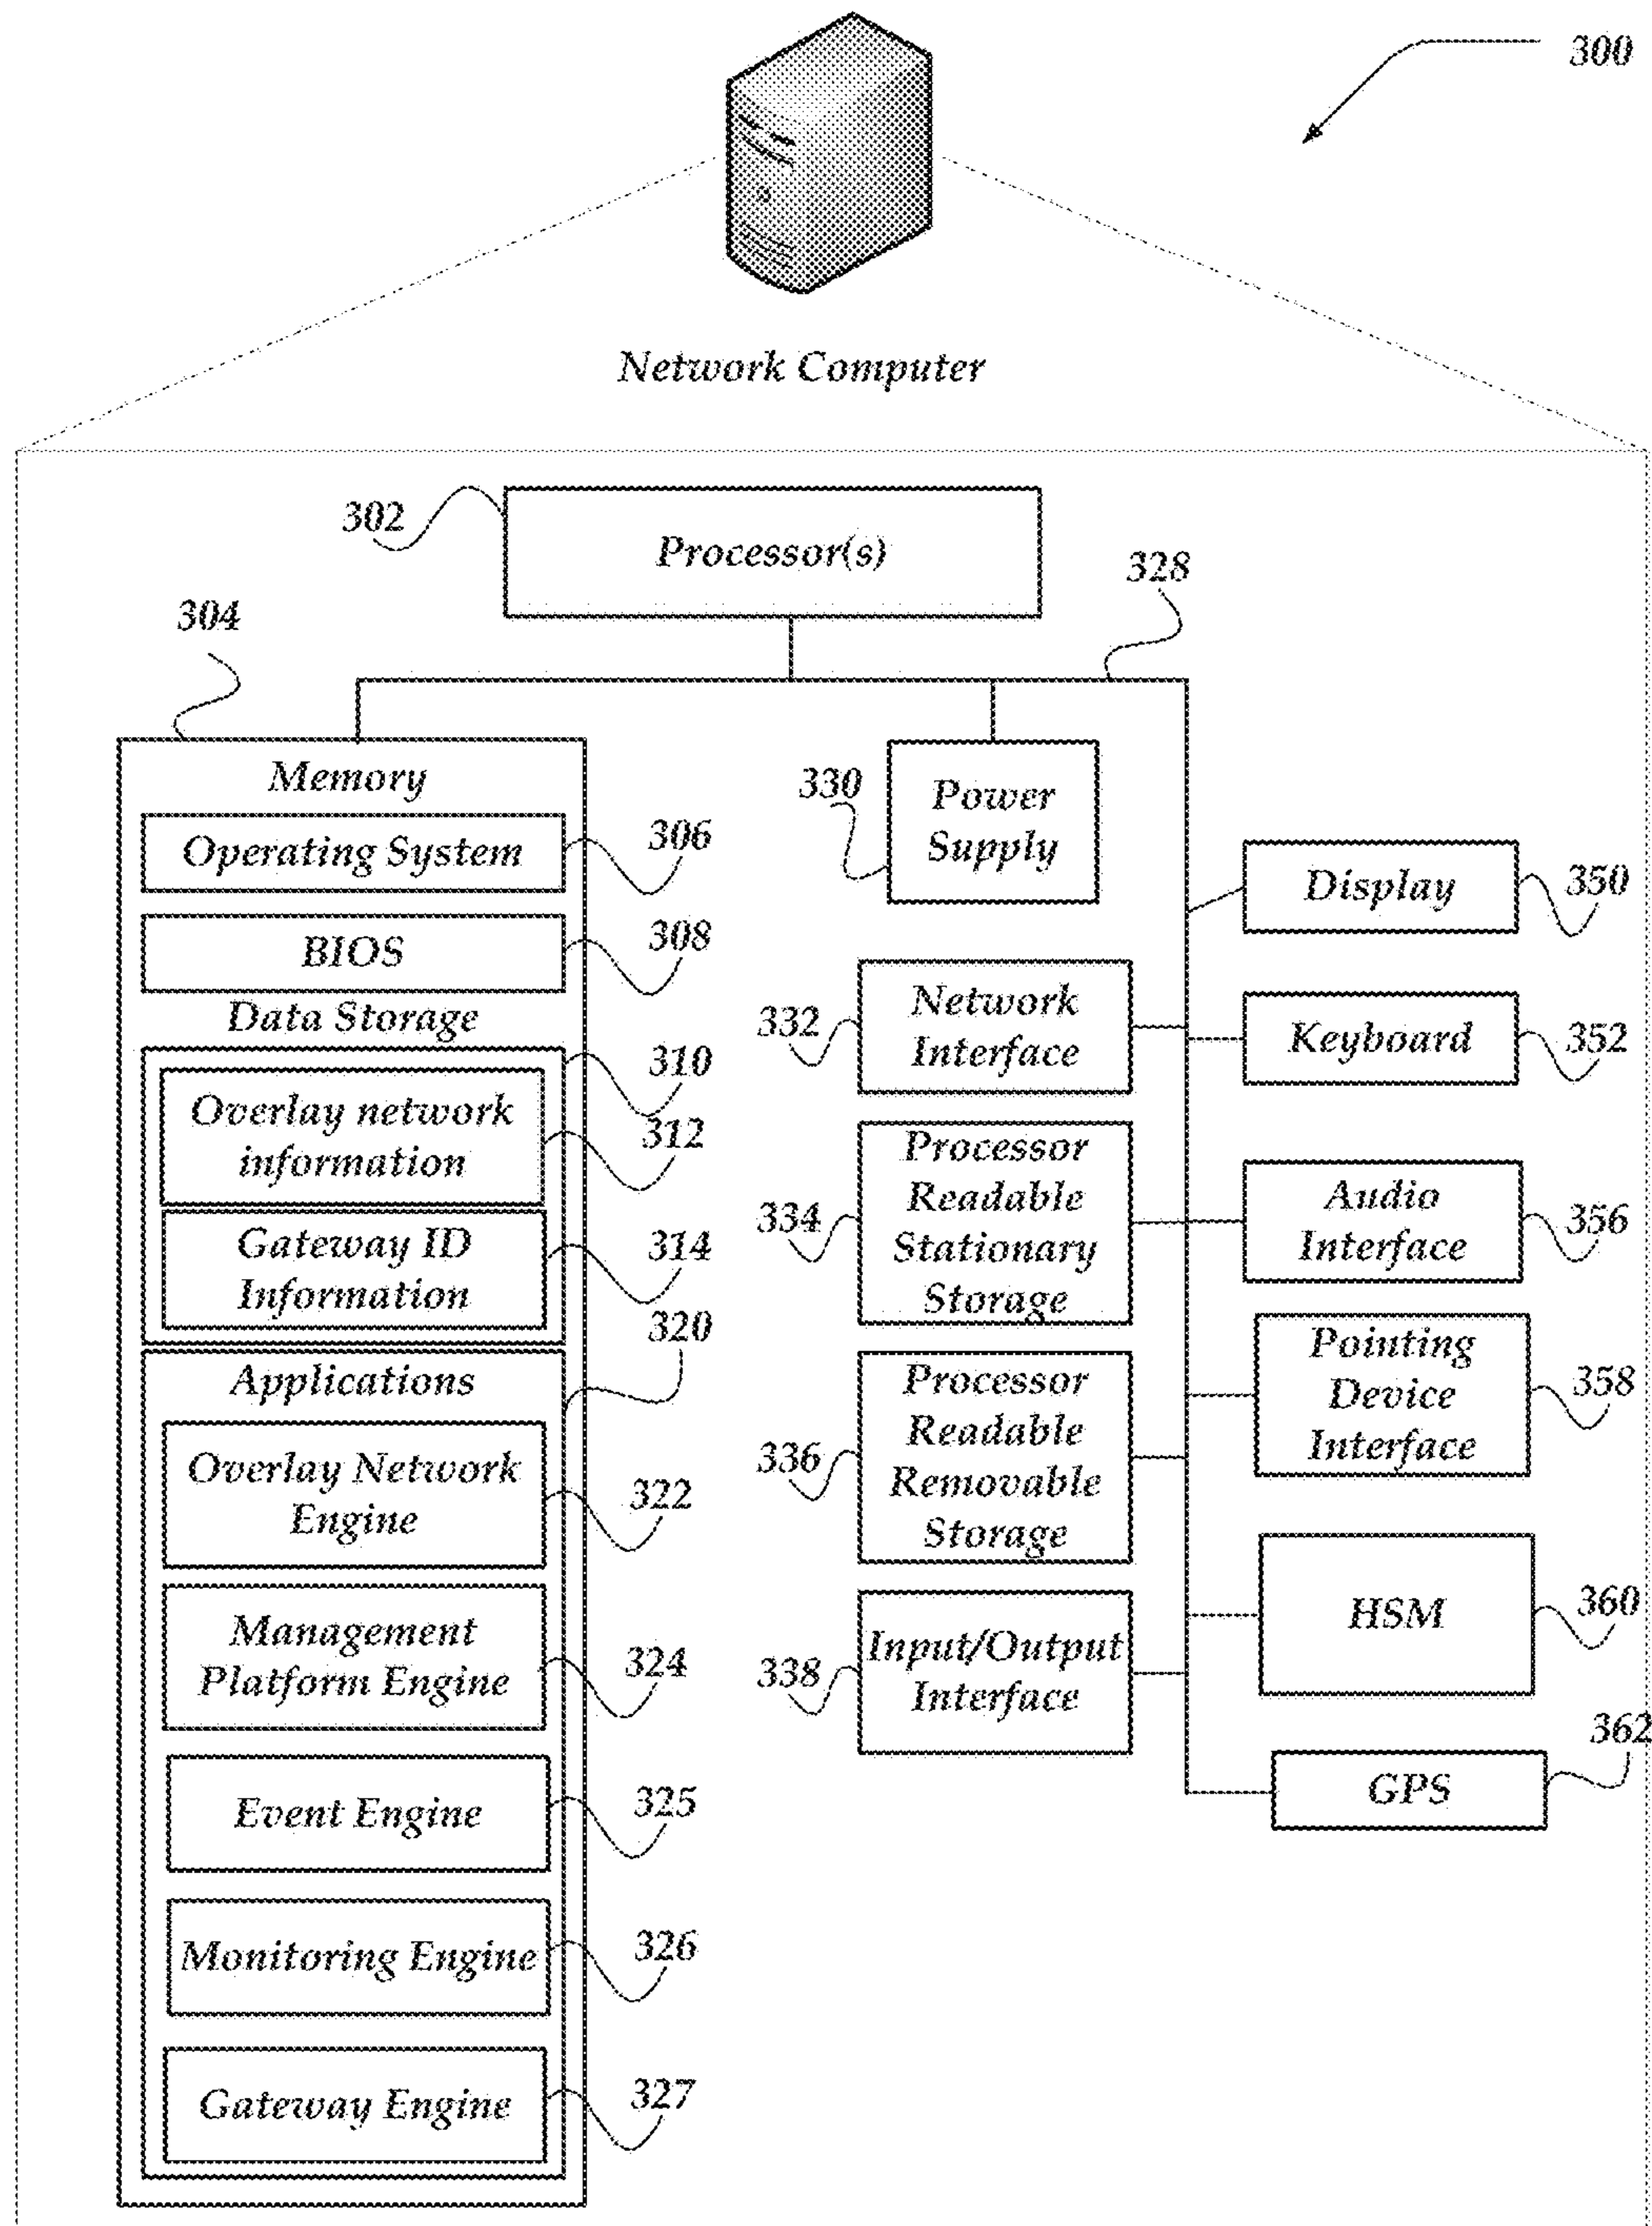 300
Network Computer
302
Processor(s)
328
304
Memory
Operating System
306
BIOS
308
Data Storage
310
Overlay network
information
312
Gateway ID
Information
314
320
Applications
Overlay Network
Engine
322
Management
Platform Engine
324
Event Engine
325
Monitoring Engine
326
Gateway Engine
327
330
Power
Supply
332
Network
Interface
334
Processor
Readable
Stationary
Storage
336
Processor
Readable
Removable
Storage
338
Input/Output
Interface
Display
350
Keyboard
352
Audio
Interface
356
Pointing
Device
Interface
358
HSM
360
362
GPS